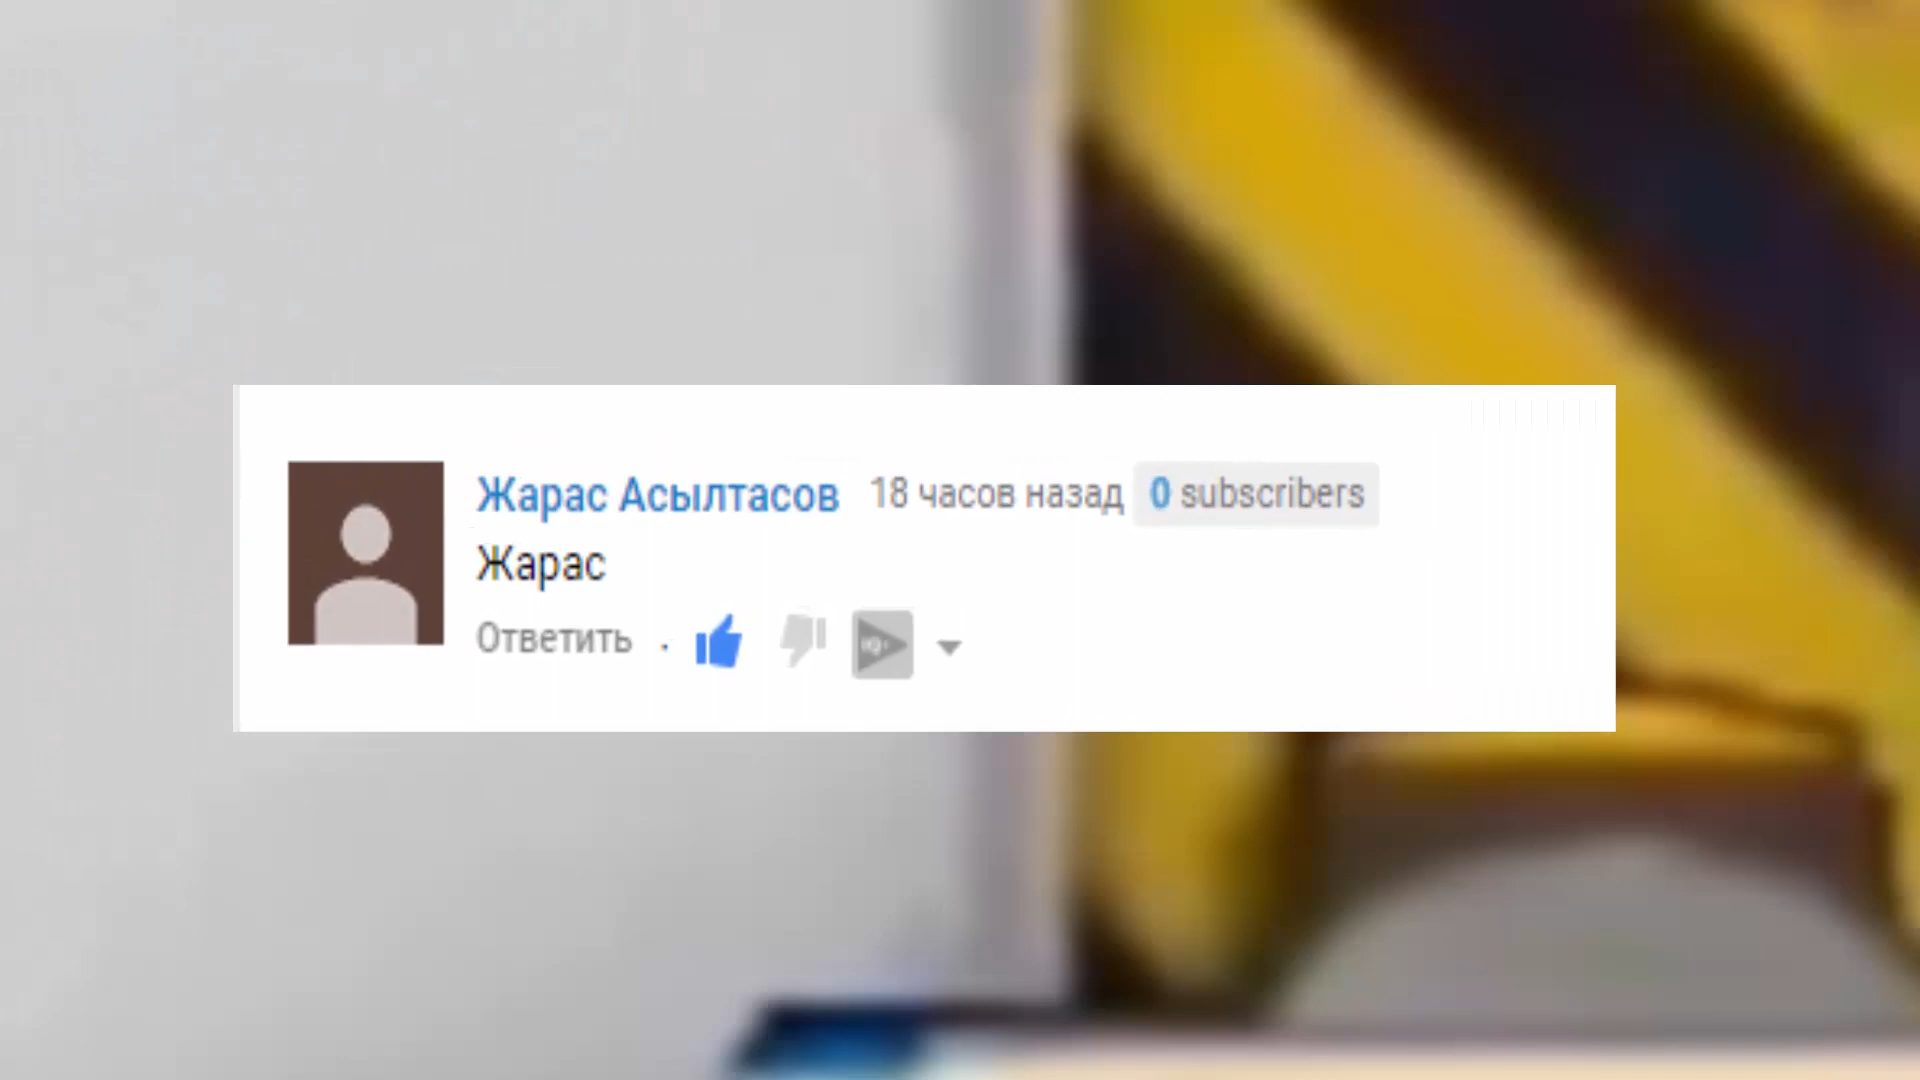 Жарас Асылтасов 18 часов назад 0 subscribers
Жарас
Ответить